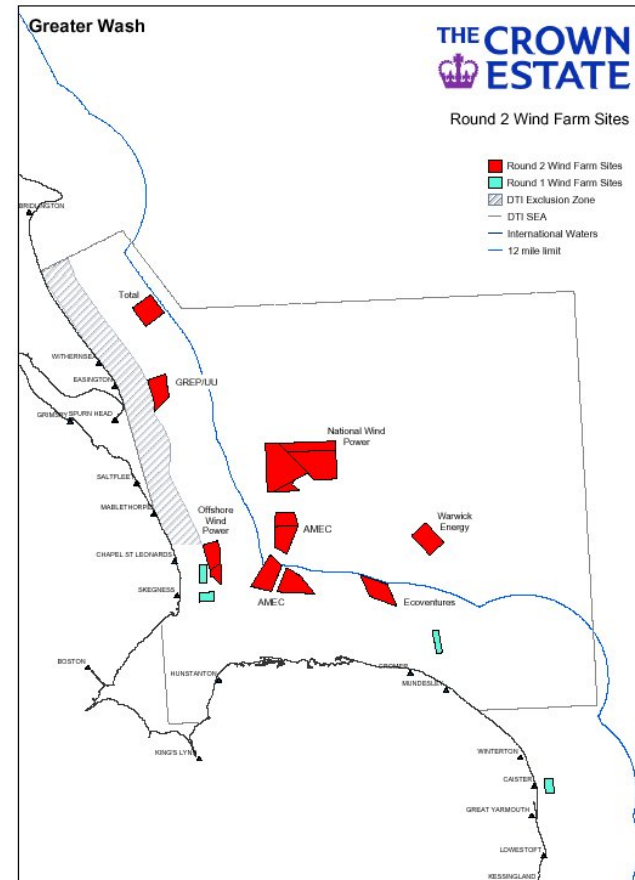 Greater Wash
THE CROWN
ESTATE
Round 2 Wind Farm Sites
Round 2 Wind Farm Sites
Round 1 Wind Farm Sites
DTI Exclusion Zone
DTI SEA
International Waters
12 mile limit
BRIDLINGTON
Total
WITHERNSEA
EASINGTON
GREP/UU
GRIMSBY
SPURN HEAD
National Wind
Power
SALTFLEET
MABLETHORPE
Offshore
Wind
Power
AMEC
Warwick
Energy
CHAPEL ST LEONARDS
SKEGNESS
AMEC
Ecoventures
BOSTON
HUNSTANTON
CROMER
MUNDESLEY
KING'S LYNN
WINTERTON
CAISTER
GREAT YARMOUTH
LOWESTOFT
KESSINGLAND